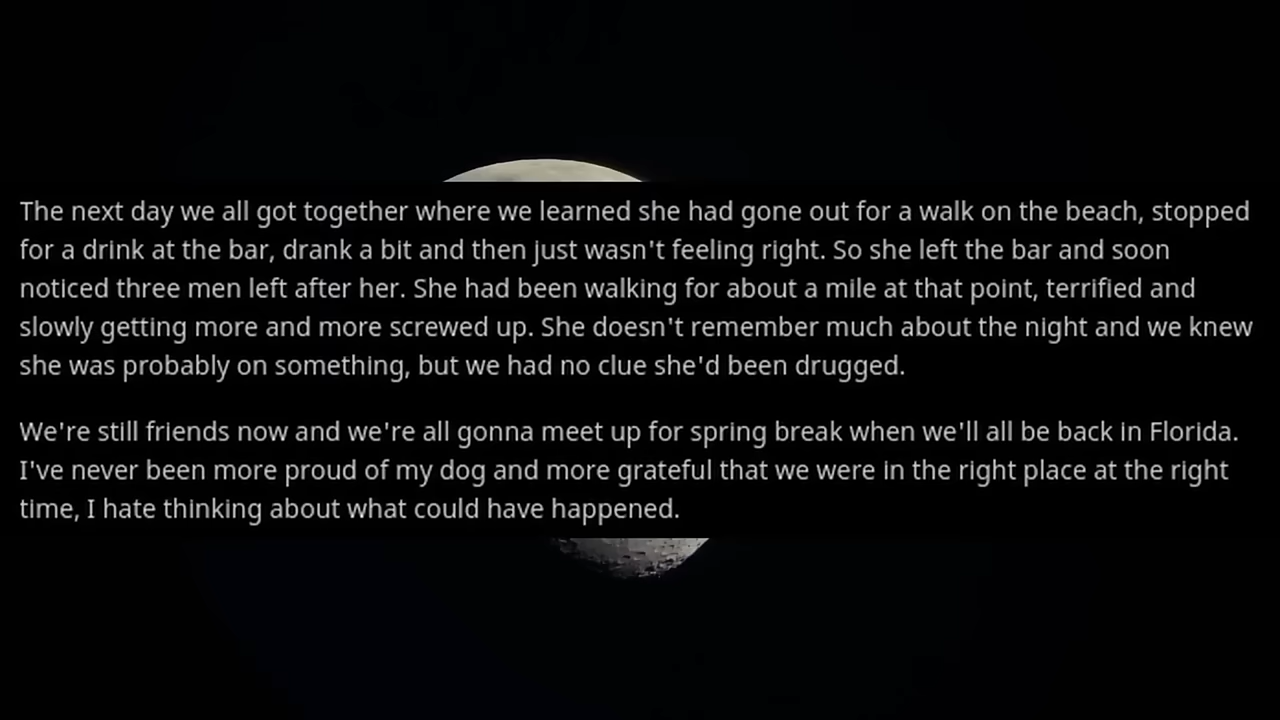 The next day we all got together where we learned she had gone out for a walk on the beach, stopped
for a drink at the bar, drank a bit and then just wasn't feeling right. So she left the bar and soon
noticed three men left after her. She had been walking for about a mile at that point, terrified and
slowly getting more and more screwed up. She doesn't remember much about the night and we knew
she was probably on something, but we had no clue she'd been drugged.
We're still friends now and we're all gonna meet up for spring break when we'll all be back in Florida.
I've never been more proud of my dog and more grateful that we were in the right place at the right
time, I hate thinking about what could have happened.